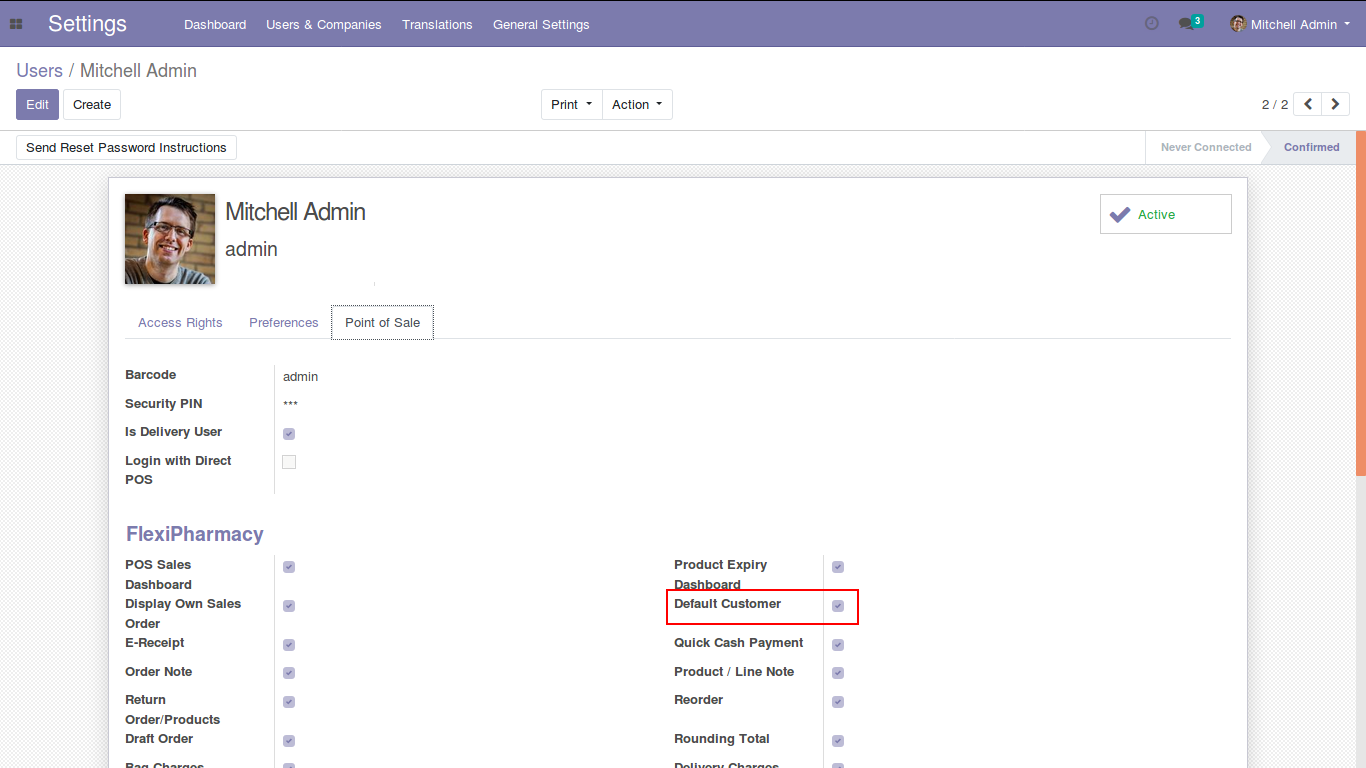 Settings Dashboard Users & Companies Translations General Settings 3 Mitchell Admin
Users / Mitchell Admin
Edit Create Print Action 2 / 2
Send Reset Password Instructions Never Connected Confirmed
Mitchell Admin
Active
admin
Access Rights Preferences Point of Sale
Barcode admin
Security PIN ***
Is Delivery User
Login with Direct
POS
FlexiPharmacy
POS Sales
Dashboard
Product Expiry
Dashboard
Display Own Sales
Order
Default Customer
E-Receipt Quick Cash Payment
Order Note Product / Line Note
Return
Order/Products
Reorder
Draft Order Rounding Total
Bag Charges Delivery Charges